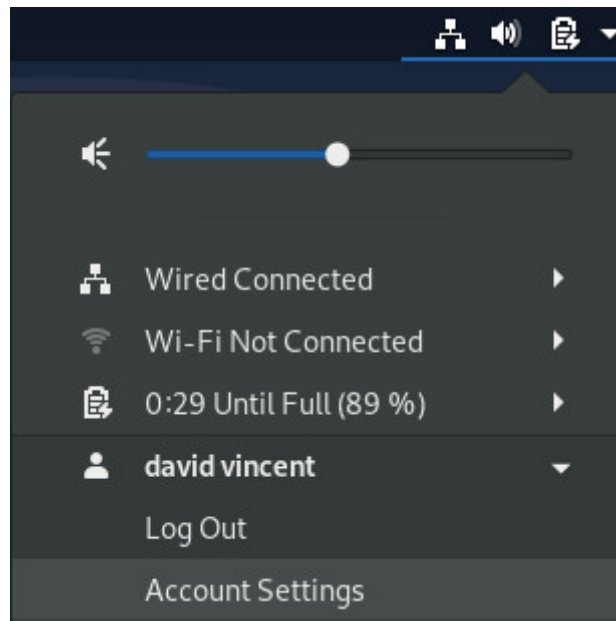 Wired Connected
Wi-Fi Not Connected
0:29 Until Full (89 %)
david vincent
Log Out
Account Settings